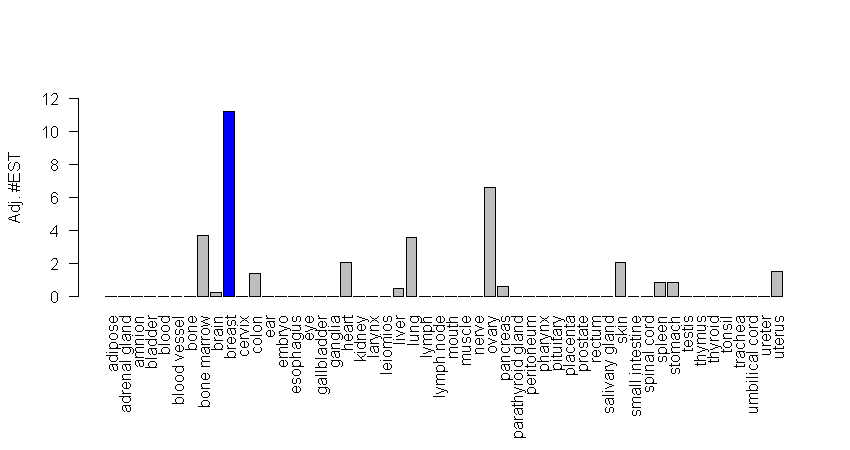 Adj. #EST
12
10
8
6
4
2
0
adipose
adrenal gland
amnion
bladder
blood
blood vessel
bone
bone marrow
brain
breast
cervix
colon
ear
embryo
esophagus
eye
gallbladder
ganglia
heart
kidney
larynx
leiomios
liver
lung
lymph
lymph node
mouth
muscle
nerve
ovary
pancreas
parathyroid gland
peritoneum
pharynx
pituitary
placenta
prostate
rectum
salivary gland
skin
small intestine
spinal cord
spleen
stomach
testis
thymus
thyroid
tonsil
trachea
umbilical cord
ureter
uterus